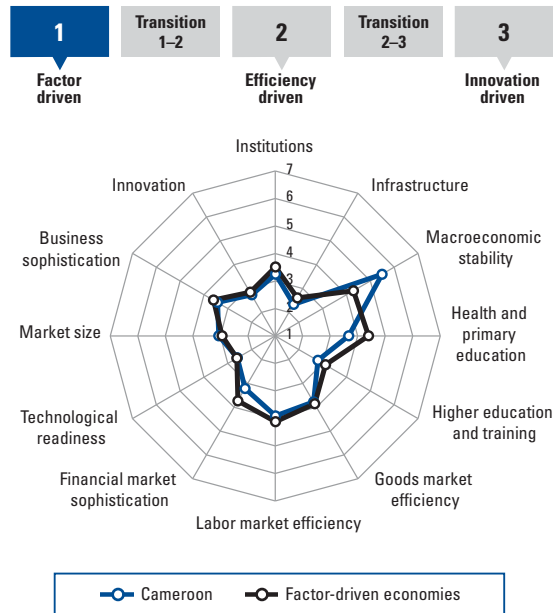 1
Transition
1–2
2
Transition
2–3
3
Factor
driven
Efficiency
driven
Innovation
driven
Institutions
Infrastructure
Macroeconomic
stability
Health and
primary
education
Higher education
and training
Goods market
efficiency
Labor market efficiency
Financial market
sophistication
Technological
readiness
Market size
Business
sophistication
Innovation
7
6
5
4
3
2
1
Cameroon
Factor-driven economies